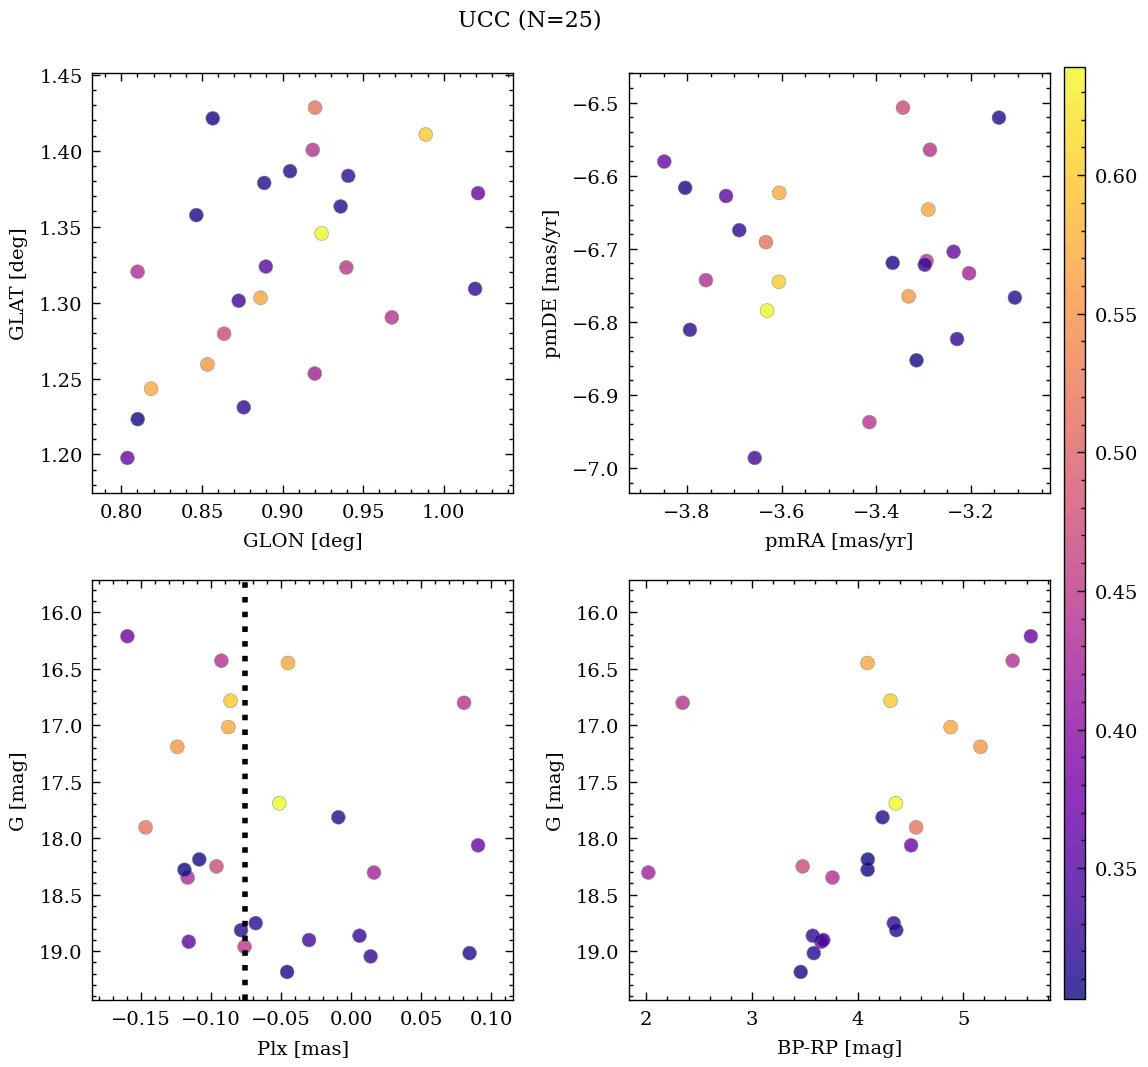 UCC (N=25)
1.45
1.40
1.35
1.30
1.25
1.20
GLAT [deg]
0.80 0.85 0.90 0.95 1.00
GLON [deg]
−6.5
−6.6
−6.7
−6.8
−6.9
−7.0
pmDE [mas/yr]
−3.8 −3.6 −3.4 −3.2
pmRA [mas/yr]
16.0
16.5
17.0
17.5
18.0
18.5
19.0
G [mag]
−0.15 −0.10 −0.05 0.00 0.05 0.10
Plx [mas]
16.0
16.5
17.0
17.5
18.0
18.5
19.0
G [mag]
2 3 4 5
BP-RP [mag]
0.60
0.55
0.50
0.45
0.40
0.35